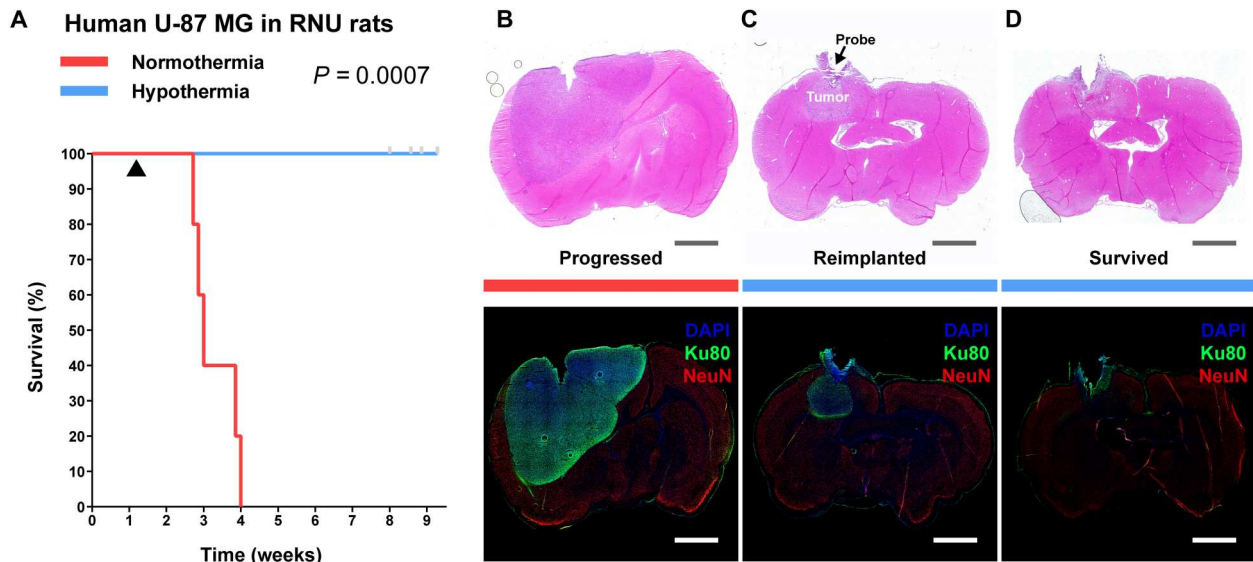 A
Human U-87 MG in RNU rats
Normothermia
Hypothermia
P = 0.0007
Survival (%)
100
90
80
70
60
50
40
30
20
10
0
0 1 2 3 4 5 6 7 8 9
Time (weeks)
B
C
D
Probe
Tumor
Progressed
Reimplanted
Survived
DAPI
Ku80
NeuN
DAPI
Ku80
NeuN
DAPI
Ku80
NeuN